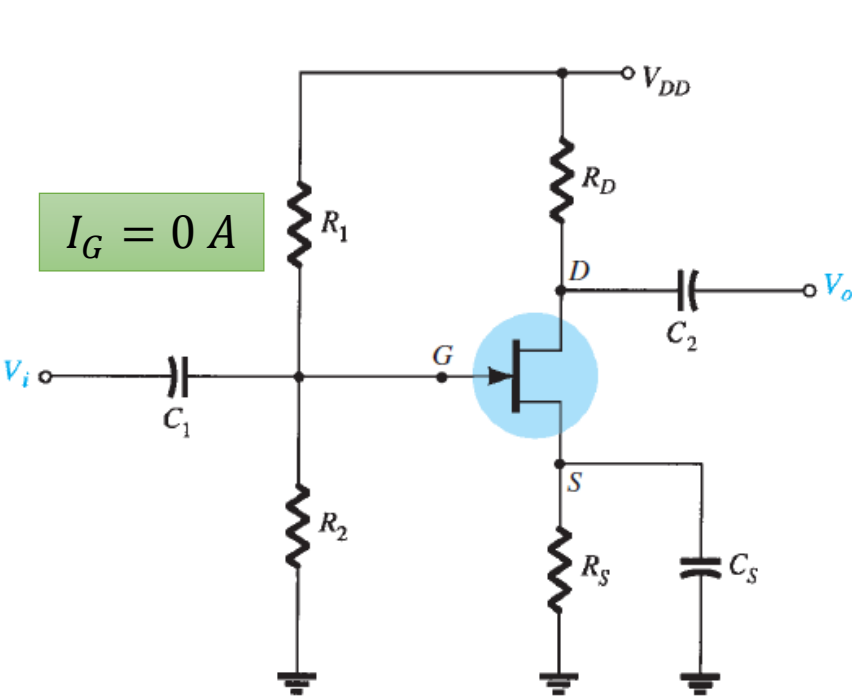 V_DD
R_D
I_G = 0 A
R_1
D
V_o
C_2
G
V_i
C_1
S
R_2
R_S
C_S